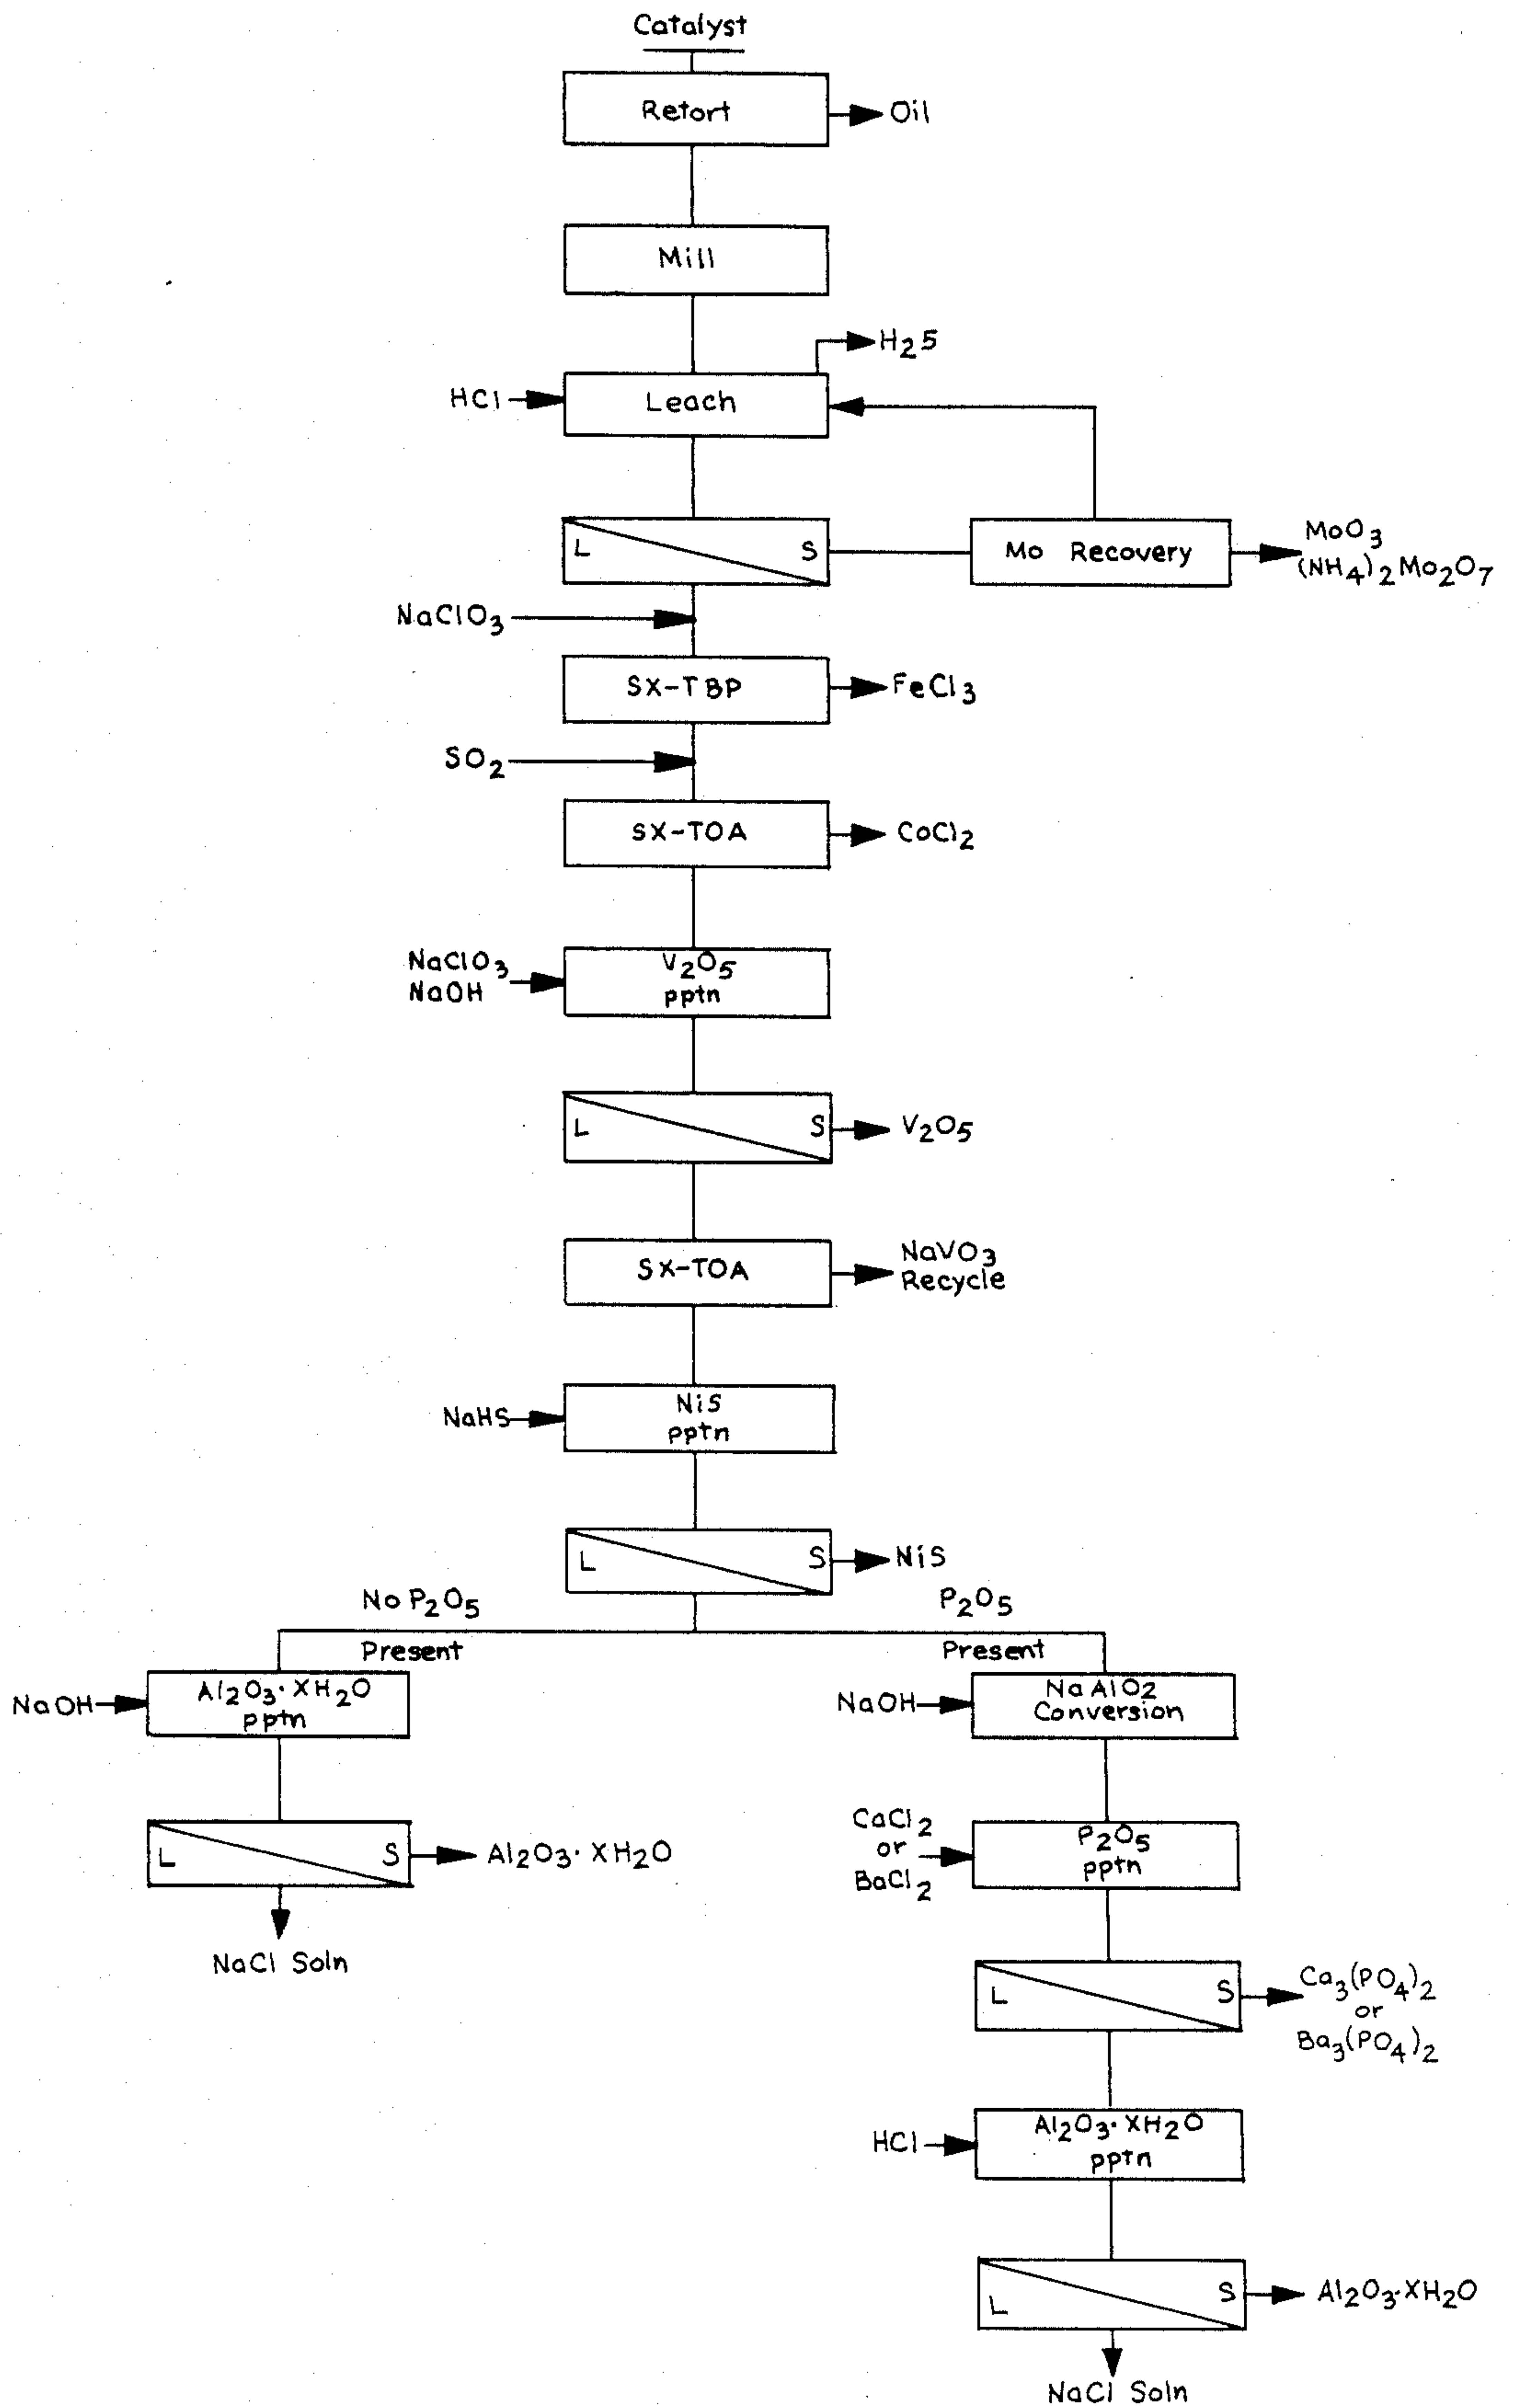 Catalyst
Retort
Oil
Mill
H2S
HCl
Leach
L S
Mo Recovery
MoO3
(NH4)2Mo2O7
NaClO3
SX-TBP
FeCl3
SO2
SX-TOA
CoCl2
NaClO3
NaOH
V2O5
pptn
L S
V2O5
SX-TOA
NaVO3
Recycle
NaHS
NiS
pptn
L S
NiS
No P2O5
Present
P2O5
Present
NaOH
Al2O3·XH2O
pptn
NaOH
NaAlO2
Conversion
L S
Al2O3·XH2O
NaCl Soln
CaCl2
or
BaCl2
P2O5
pptn
L S
Ca3(PO4)2
or
Ba3(PO4)2
HCl
Al2O3·XH2O
pptn
L S
Al2O3·XH2O
NaCl Soln